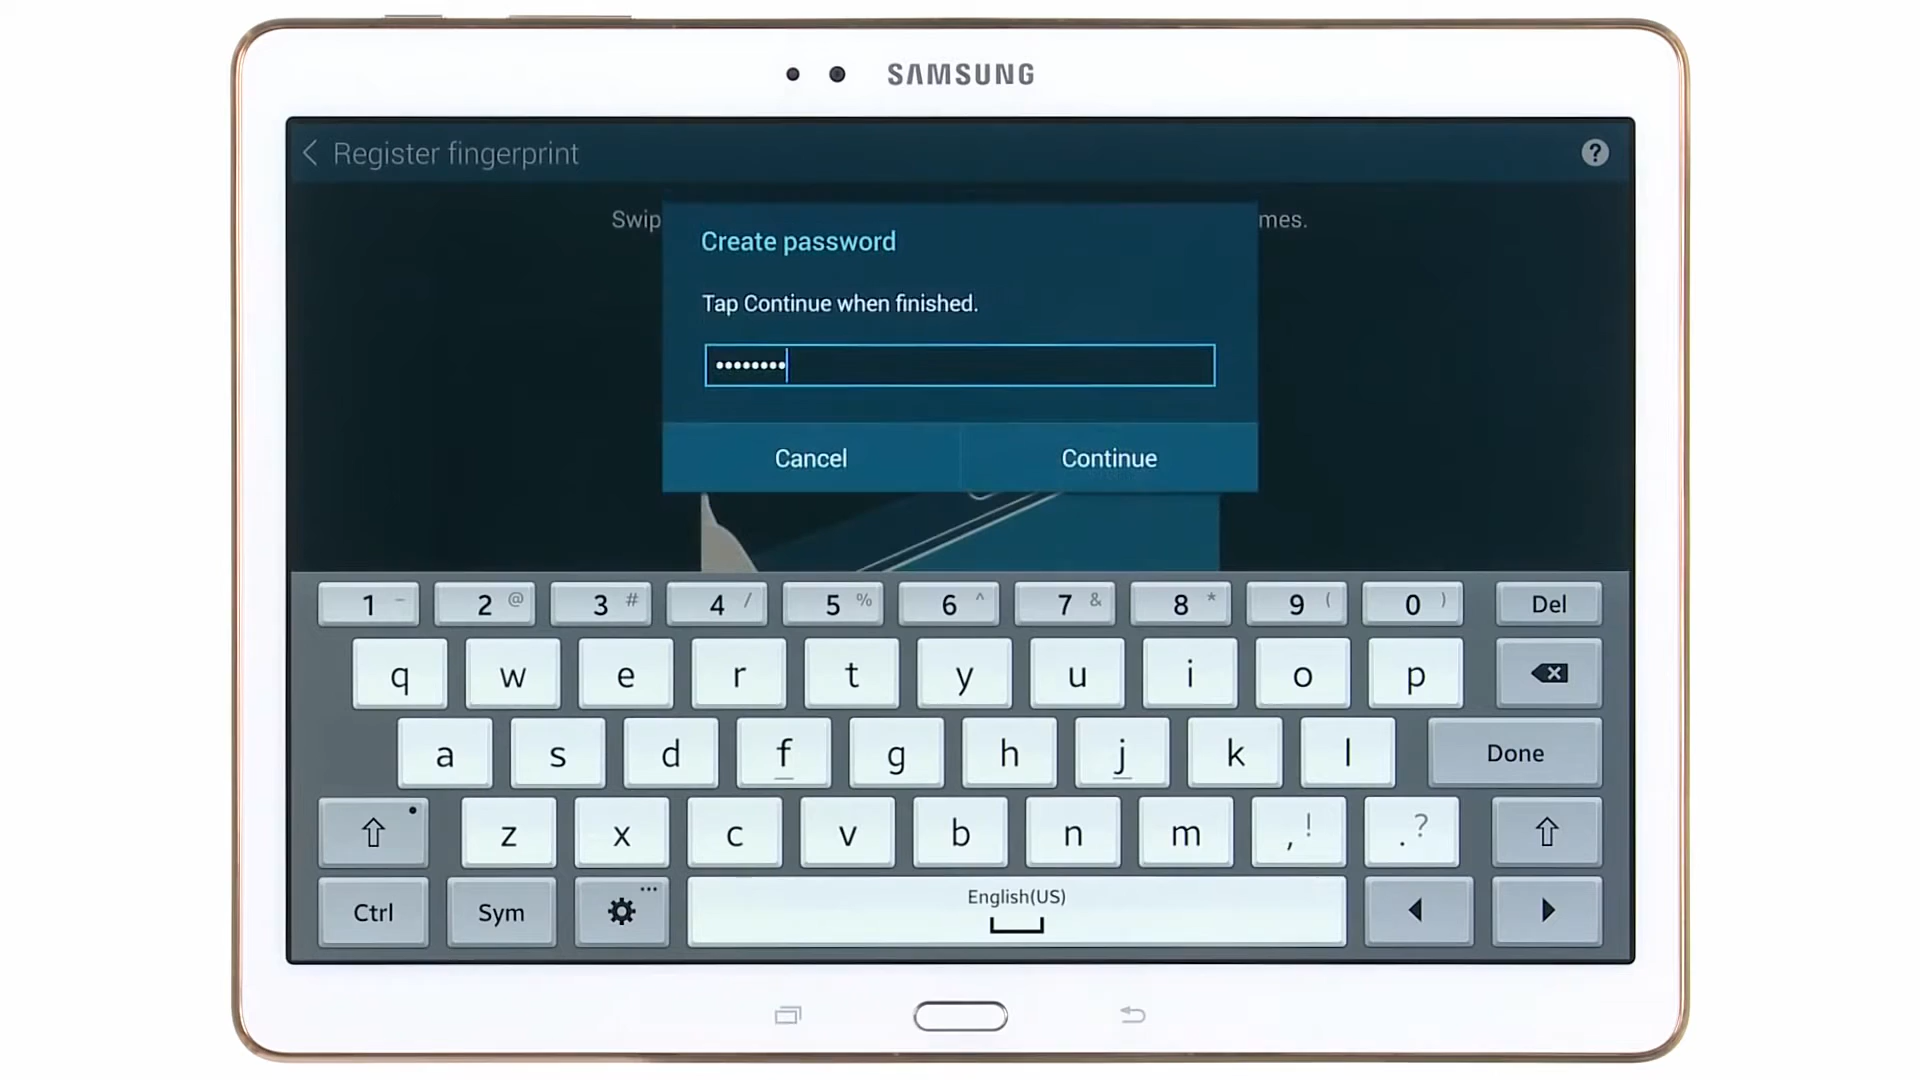 SAMSUNG
Register fingerprint
?
Swip mes.
Create password
Tap Continue when finished.
••••••••
Cancel Continue
1 - 2 @ 3 # 4 / 5 % 6 ^ 7 & 8 * 9 ( 0 ) Del
q w e r t y u i o p
a s d f g h j k l Done
z x c v b n m , ! . ?
Ctrl Sym English(US)